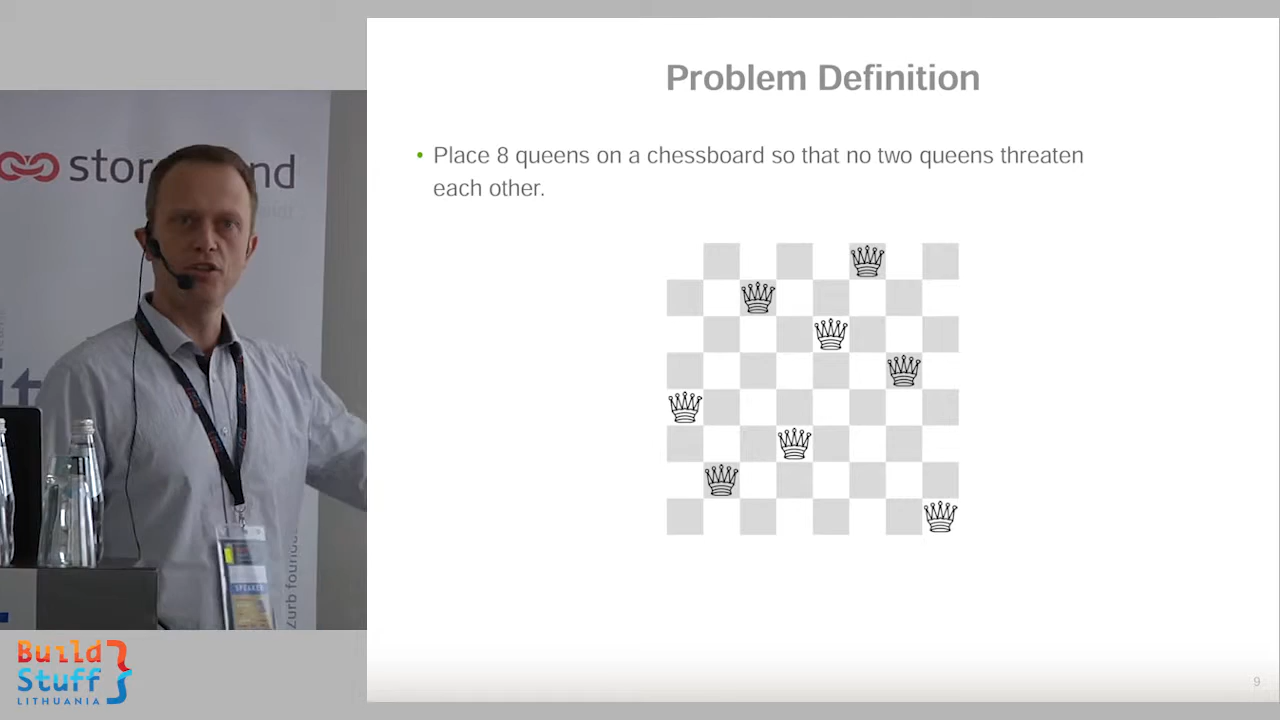 Problem Definition
• Place 8 queens on a chessboard so that no two queens threaten
each other.
9
SPEAKER
Build
Stuff
LITHUANIA